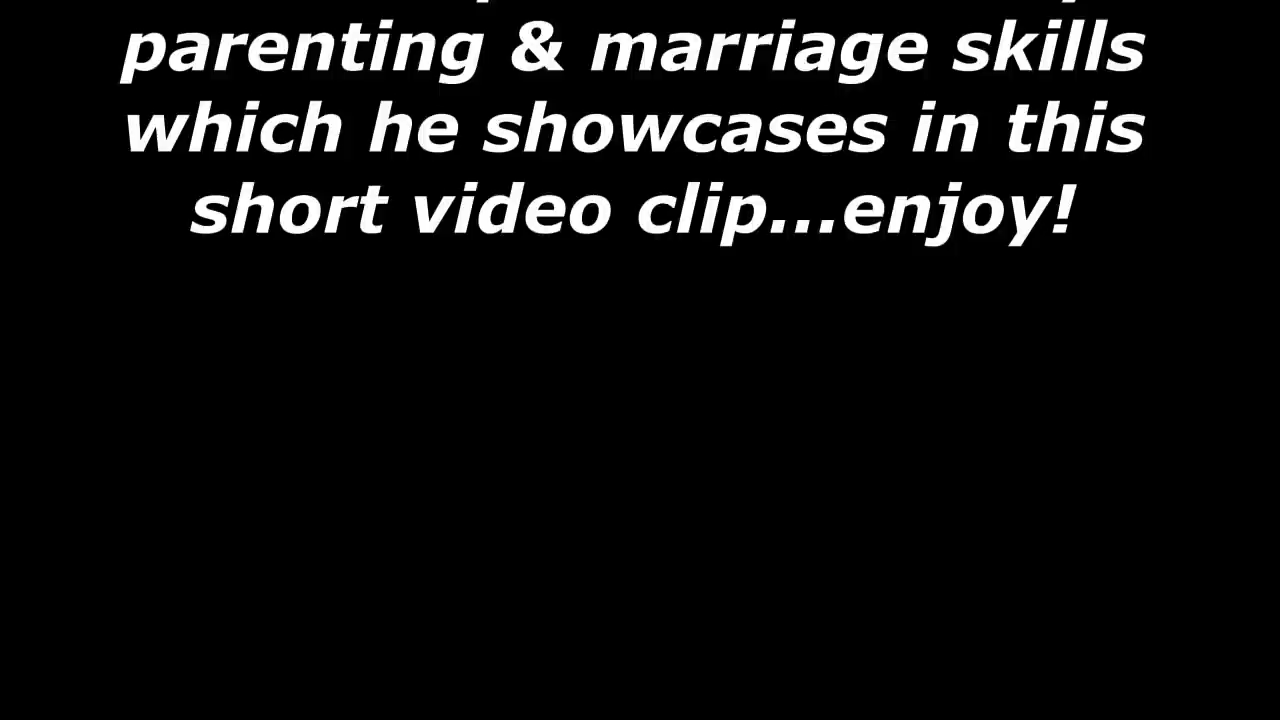 parenting & marriage skills
which he showcases in this
short video clip...enjoy!